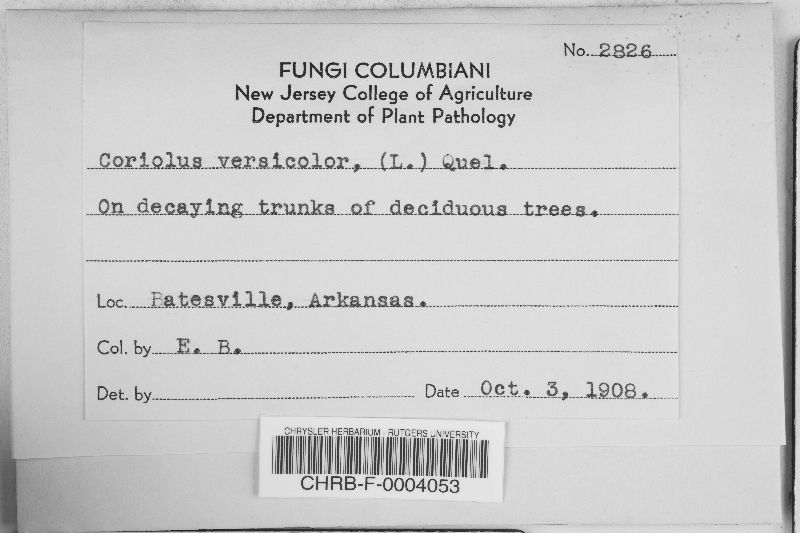 No. 2826
FUNGI COLUMBIANI
New Jersey College of Agriculture
Department of Plant Pathology
Coriolus versicolor, (L.) Quel.
On decaying trunks of deciduous trees.
Loc. Batesville, Arkansas.
Col. by E. B.
Det. by
Date Oct. 3, 1908.
CHRYSLER HERBARIUM - RUTGERS UNIVERSITY
CHRB-F-0004053